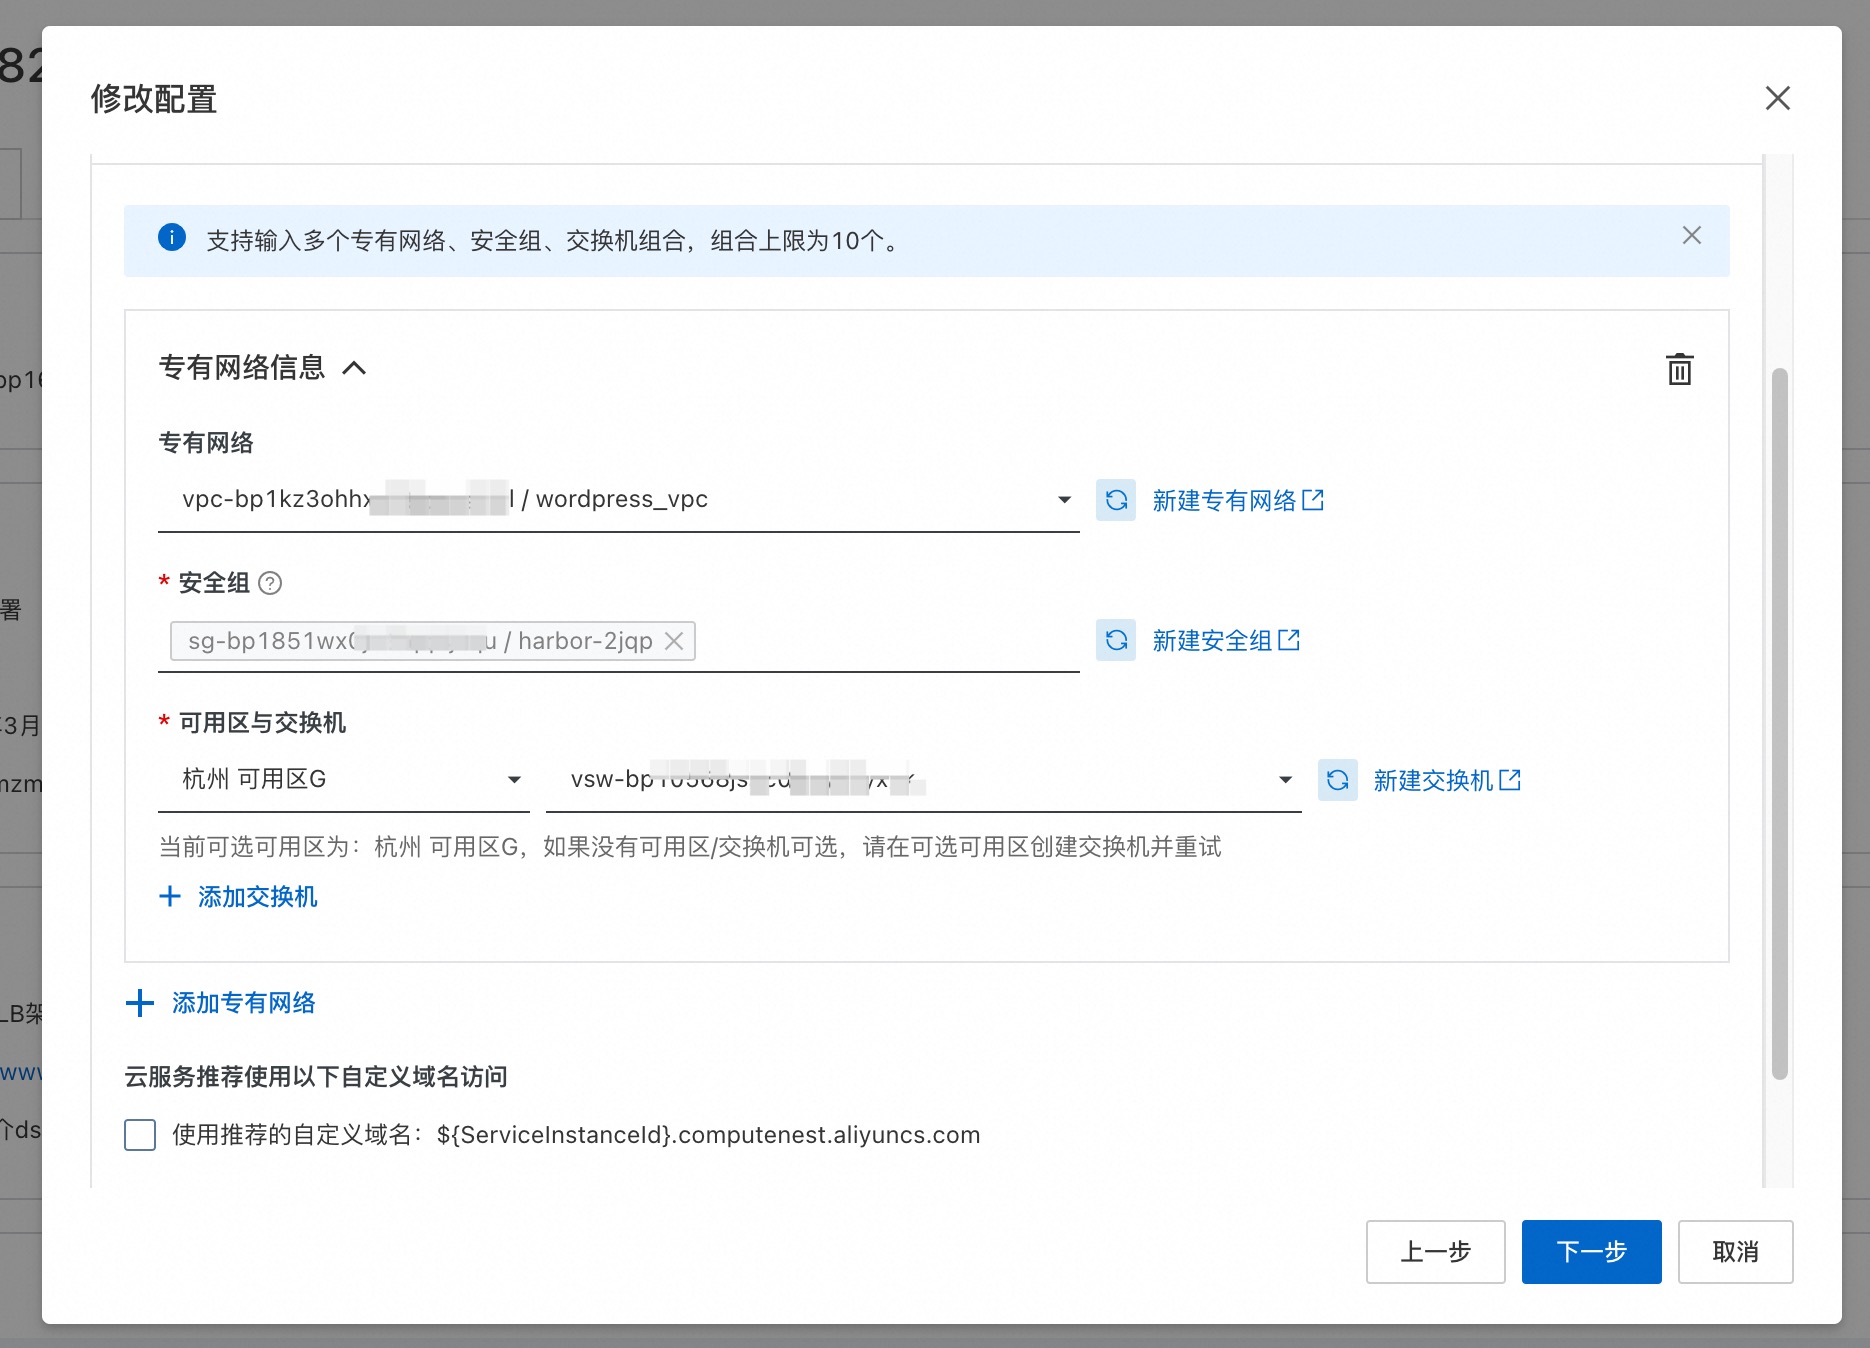 82
修改配置
支持输入多个专有网络、安全组、交换机组合，组合上限为10个。
专有网络信息
bp16
专有网络
vpc-bp1kz3ohhx l / wordpress_vpc
新建专有网络
* 安全组
署
sg-bp1851wx u / harbor-2jqp
新建安全组
* 可用区与交换机
3月
杭州 可用区G
vsw-bp
新建交换机
nzm
当前可选可用区为：杭州 可用区G，如果没有可用区/交换机可选，请在可选可用区创建交换机并重试
添加交换机
添加专有网络
LB架
云服务推荐使用以下自定义域名访问
www
个ds
使用推荐的自定义域名：${ServiceInstanceId}.computenest.aliyuncs.com
上一步
下一步
取消